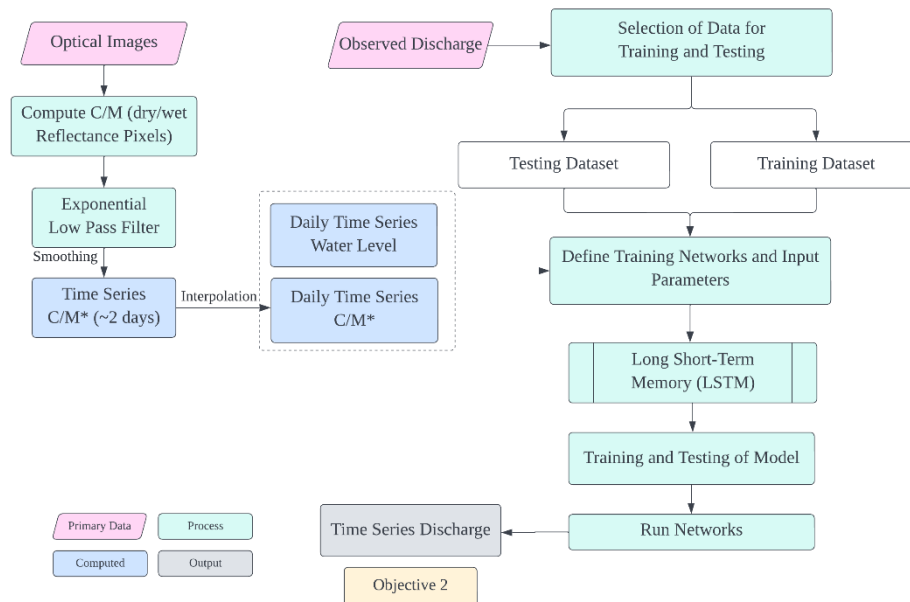 Optical Images
Compute C/M (dry/wet
Reflectance Pixels)
Exponential
Low Pass Filter
Smoothing
Time Series
C/M* (~2 days)
Interpolation
Daily Time Series
Water Level
Daily Time Series
C/M*
Observed Discharge
Selection of Data for
Training and Testing
Testing Dataset
Training Dataset
Define Training Networks and Input
Parameters
Long Short-Term
Memory (LSTM)
Training and Testing of Model
Run Networks
Time Series Discharge
Objective 2
Primary Data
Process
Computed
Output